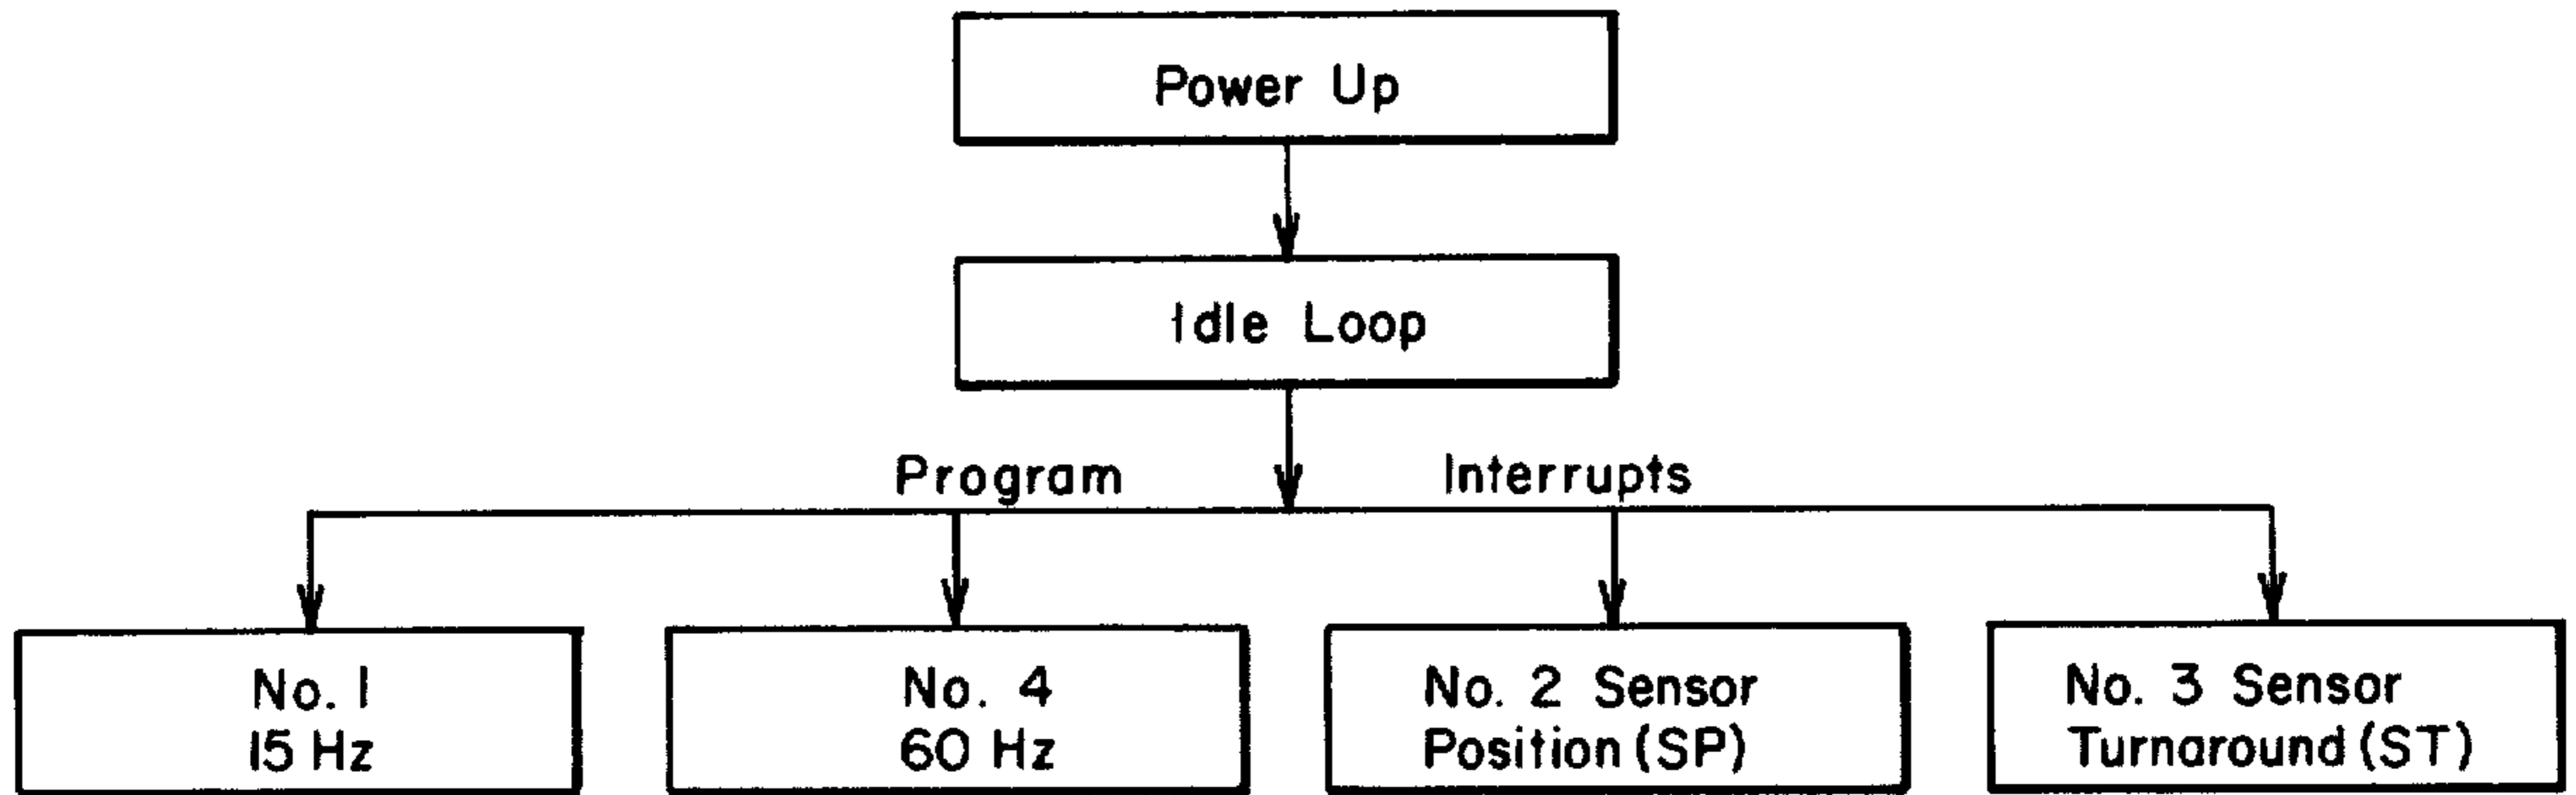 Power Up
Idle Loop
Program Interrupts
No. 1
15 Hz
No. 4
60 Hz
No. 2 Sensor
Position (SP)
No. 3 Sensor
Turnaround (ST)